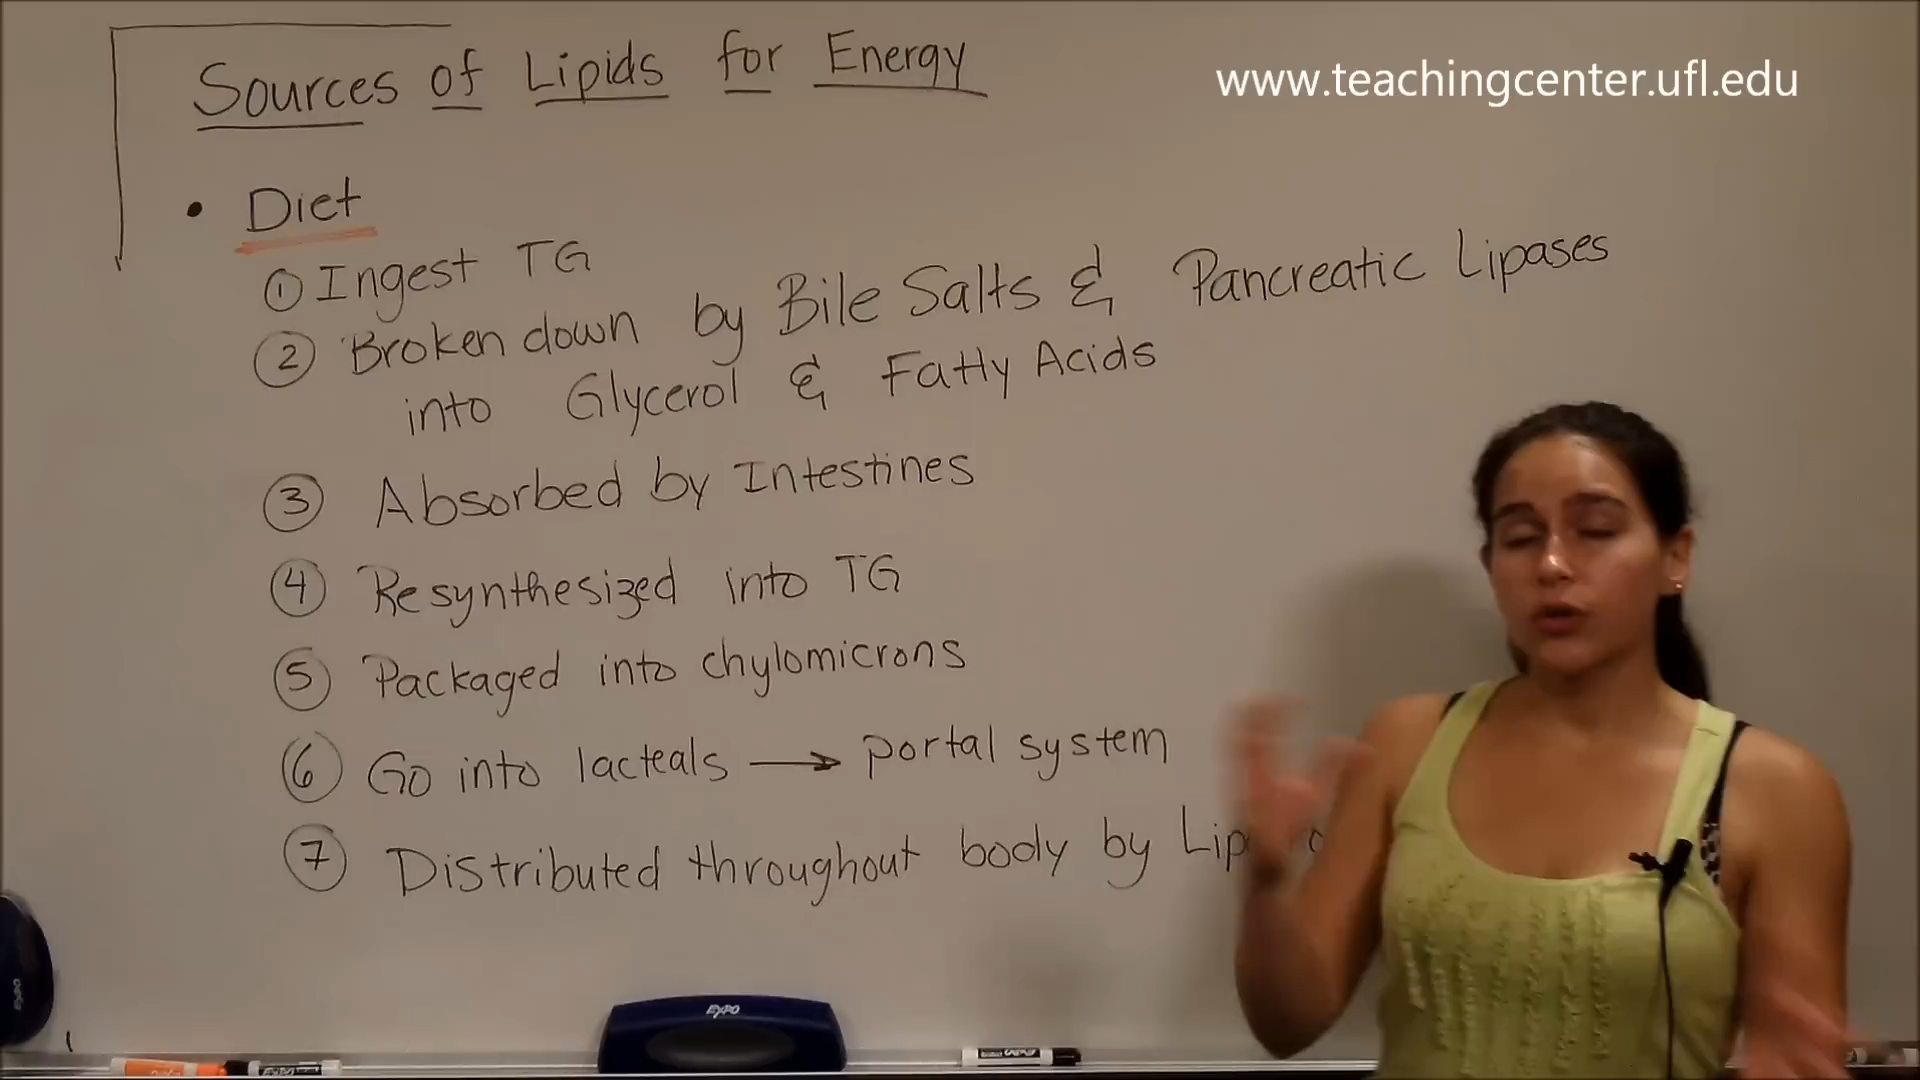 Sources of Lipids for Energy
www.teachingcenter.ufl.edu
• Diet
① Ingest TG
② Broken down by Bile Salts & Pancreatic Lipases
into Glycerol & Fatty Acids
③ Absorbed by Intestines
④ Resynthesized into TG
⑤ Packaged into chylomicrons
⑥ Go into lacteals → portal system
⑦ Distributed throughout body by
EXPO
EXPO